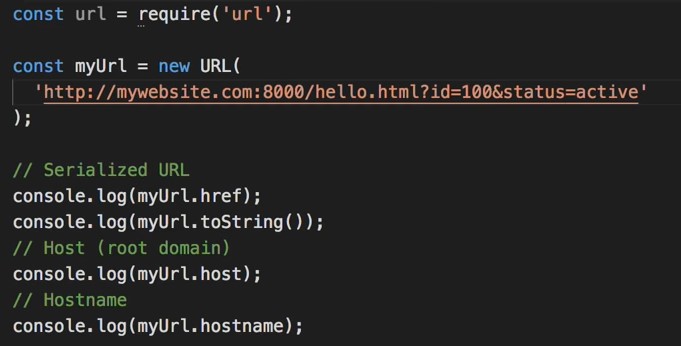 const url = require('url');
const myUrl = new URL(
'http://mywebsite.com:8000/hello.html?id=100&status=active'
);
// Serialized URL
console.log(myUrl.href);
console.log(myUrl.toString());
// Host (root domain)
console.log(myUrl.host);
// Hostname
console.log(myUrl.hostname);